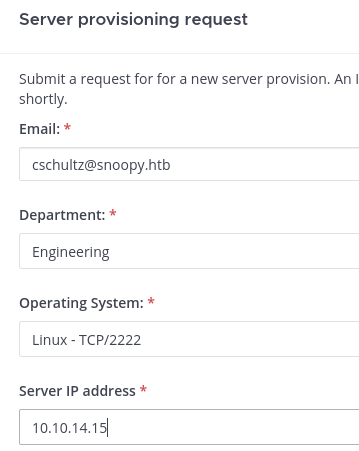 Server provisioning request
Submit a request for for a new server provision. An I
shortly.
Email: *
cschultz@snoopy.htb
Department: *
Engineering
Operating System: *
Linux - TCP/2222
Server IP address *
10.10.14.15